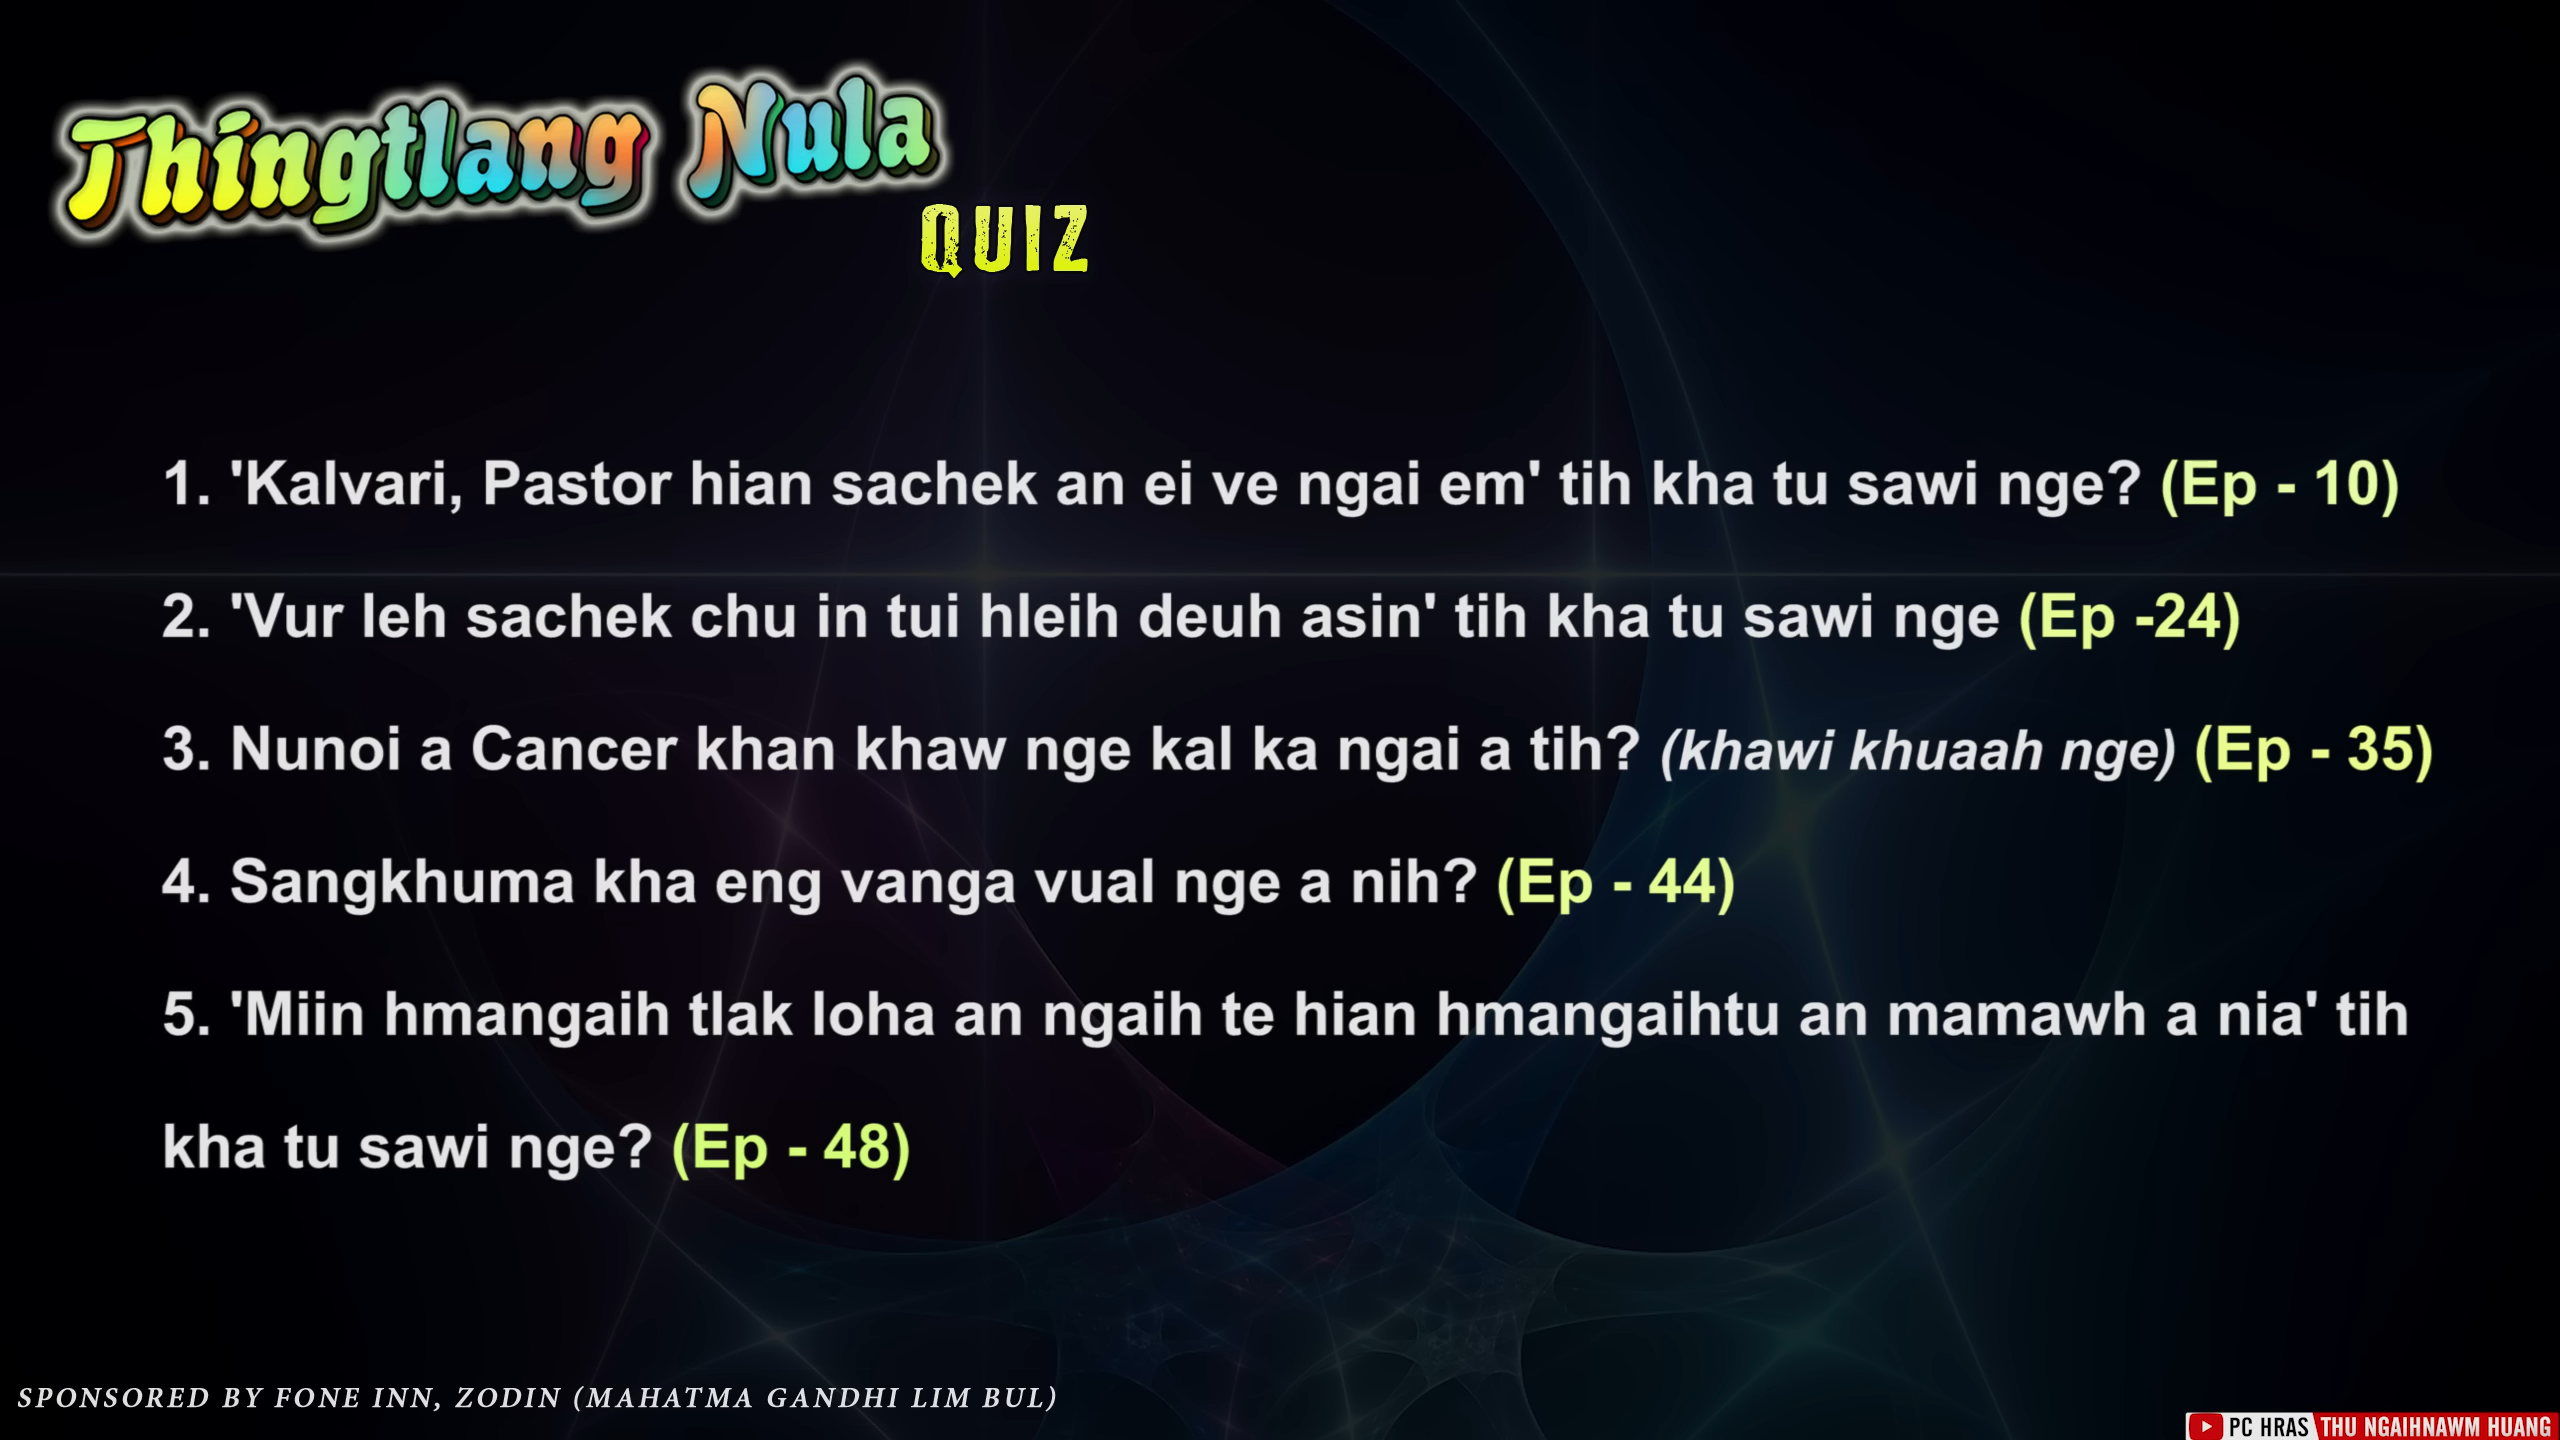 Thingtlang Nula
QUIZ
1. 'Kalvari, Pastor hian sachek an ei ve ngai em' tih kha tu sawi nge? (Ep - 10)
2. 'Vur leh sachek chu in tui hleih deuh asin' tih kha tu sawi nge (Ep -24)
3. Nunoi a Cancer khan khaw nge kal ka ngai a tih? (khawi khuaah nge) (Ep - 35)
4. Sangkhuma kha eng vanga vual nge a nih? (Ep - 44)
5. 'Miin hmangaih tlak loha an ngaih te hian hmangaihtu an mamawh a nia' tih
kha tu sawi nge? (Ep - 48)
SPONSORED BY FONE INN, ZODIN (MAHATMA GANDHI LIM BUL)
PC HRAS THU NGAIHNAWM HUANG